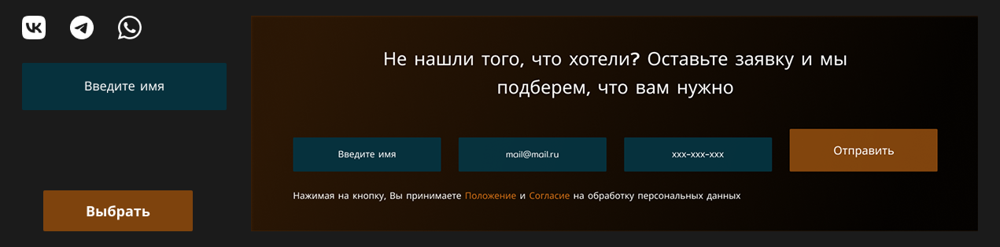 Введите имя
Выбрать
Не нашли того, что хотели? Оставьте заявку и мы
подберем, что вам нужно
Введите имя
mail@mail.ru
xxx-xxx-xxx
Отправить
Нажимая на кнопку, Вы принимаете Положение и Согласие на обработку персональных данных